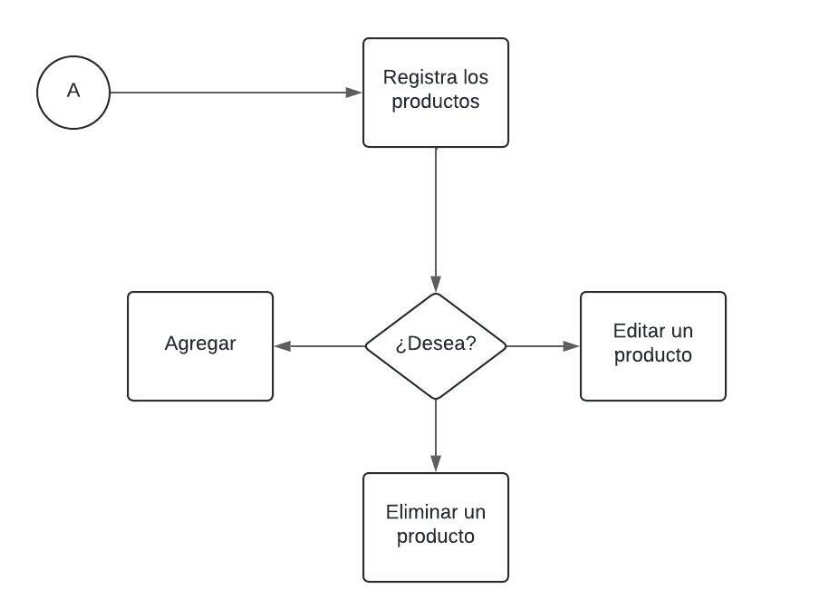 A
Registra los
productos
Agregar
¿Desea?
Editar un
producto
Eliminar un
producto